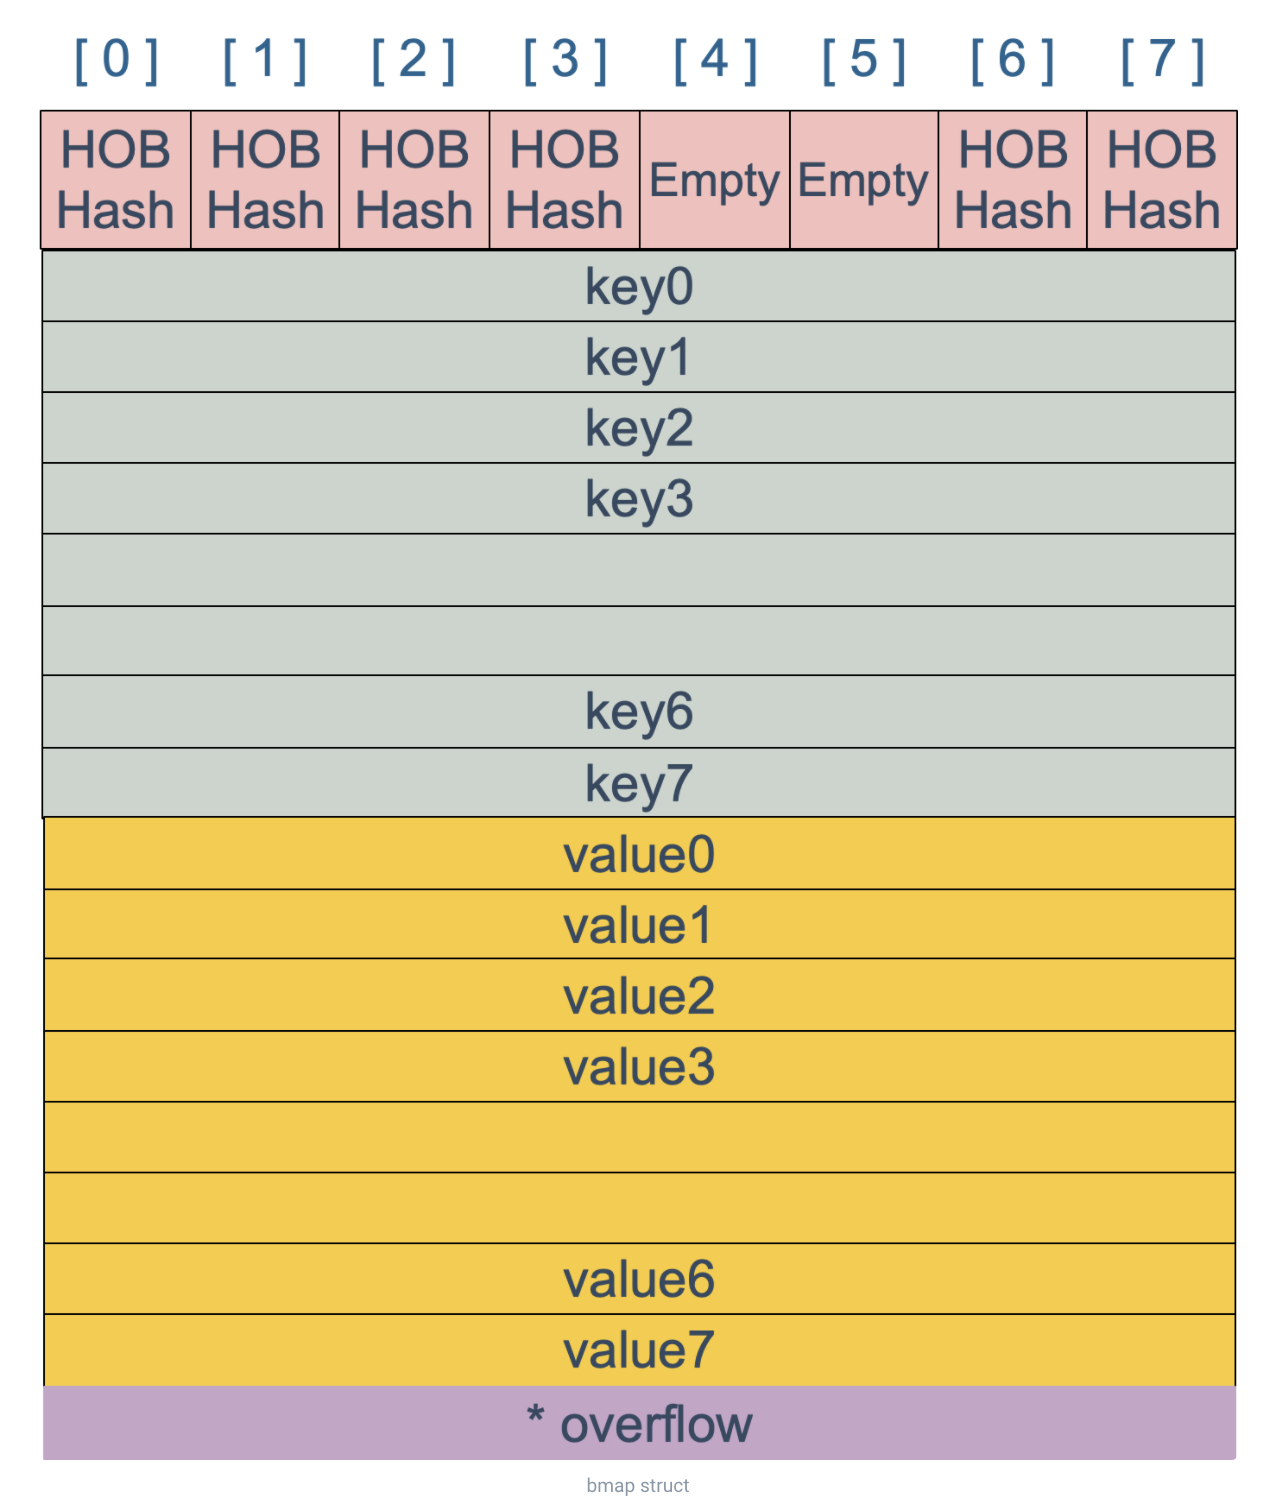 [ 0 ] [ 1 ] [ 2 ] [ 3 ] [ 4 ] [ 5 ] [ 6 ] [ 7 ]
HOB HOB HOB HOB Empty Empty HOB HOB
Hash Hash Hash Hash Hash Hash
key0
key1
key2
key3
key6
key7
value0
value1
value2
value3
value6
value7
* overflow
bmap struct